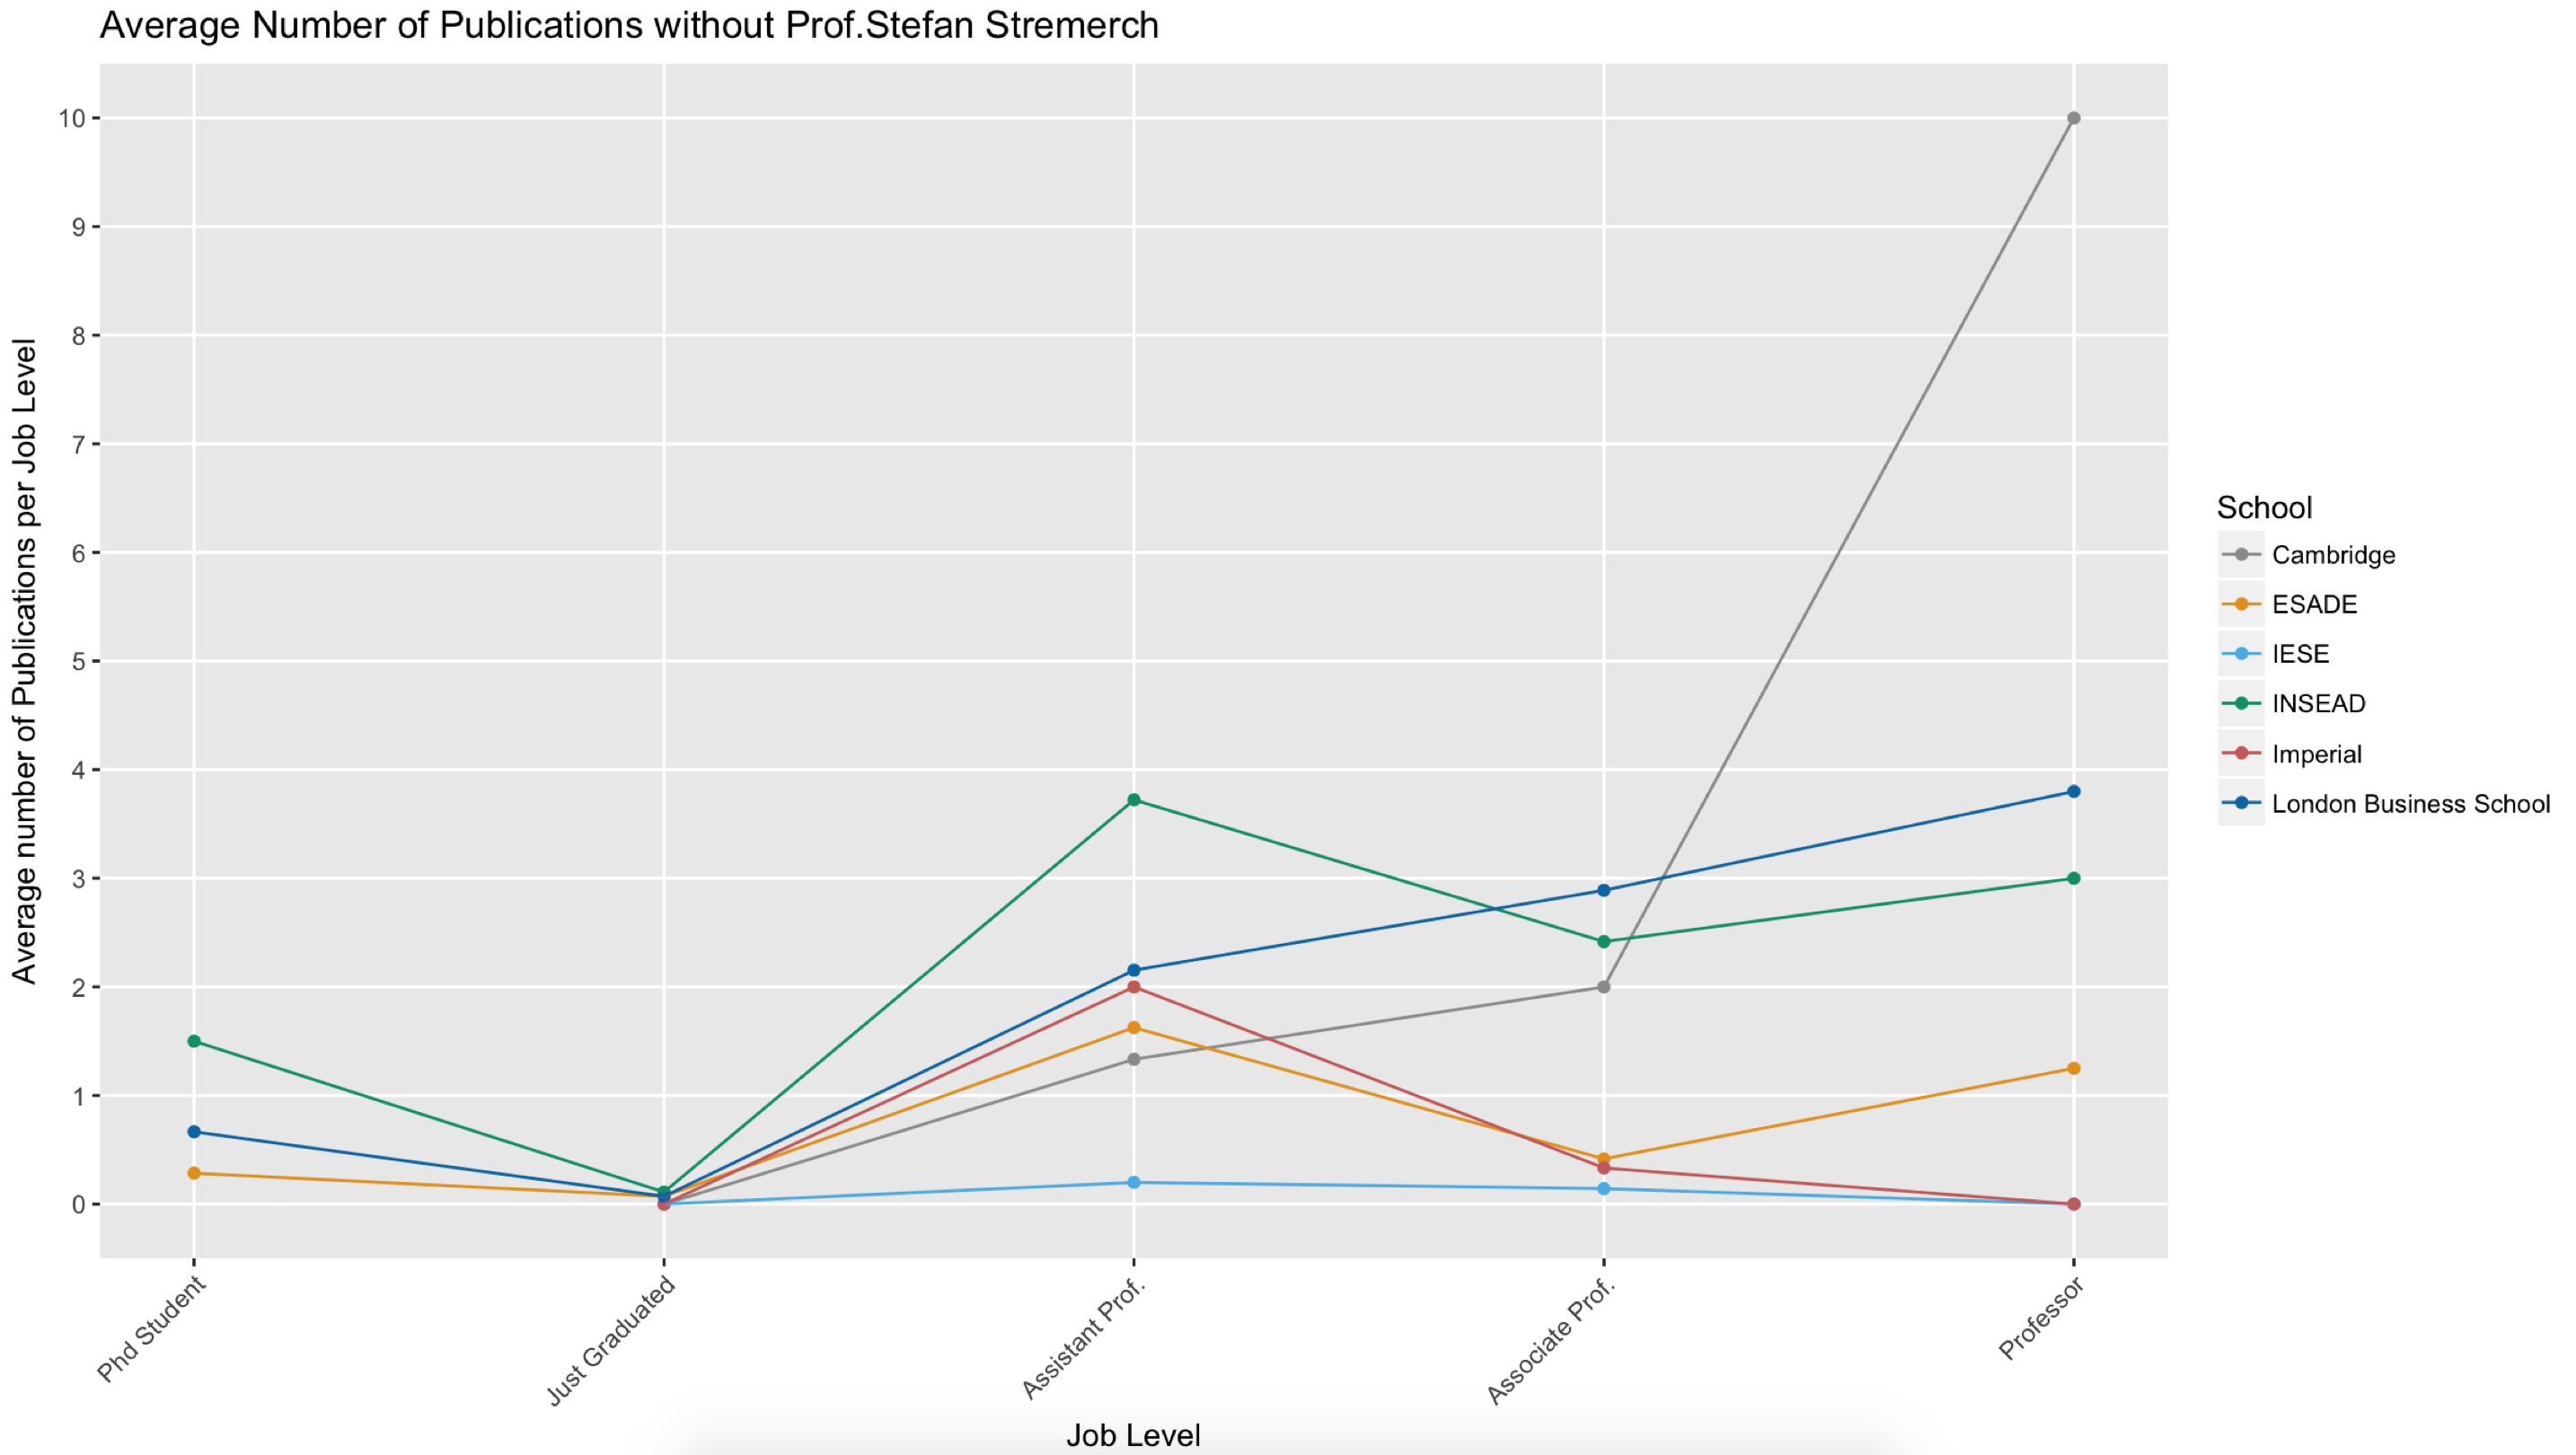 Average Number of Publications without Prof.Stefan Stremerch
Average number of Publications per Job Level
10
9
8
7
6
5
4
3
2
1
0
Phd Student
Just Graduated
Assistant Prof.
Associate Prof.
Professor
Job Level
School
Cambridge
ESADE
IESE
INSEAD
Imperial
London Business School